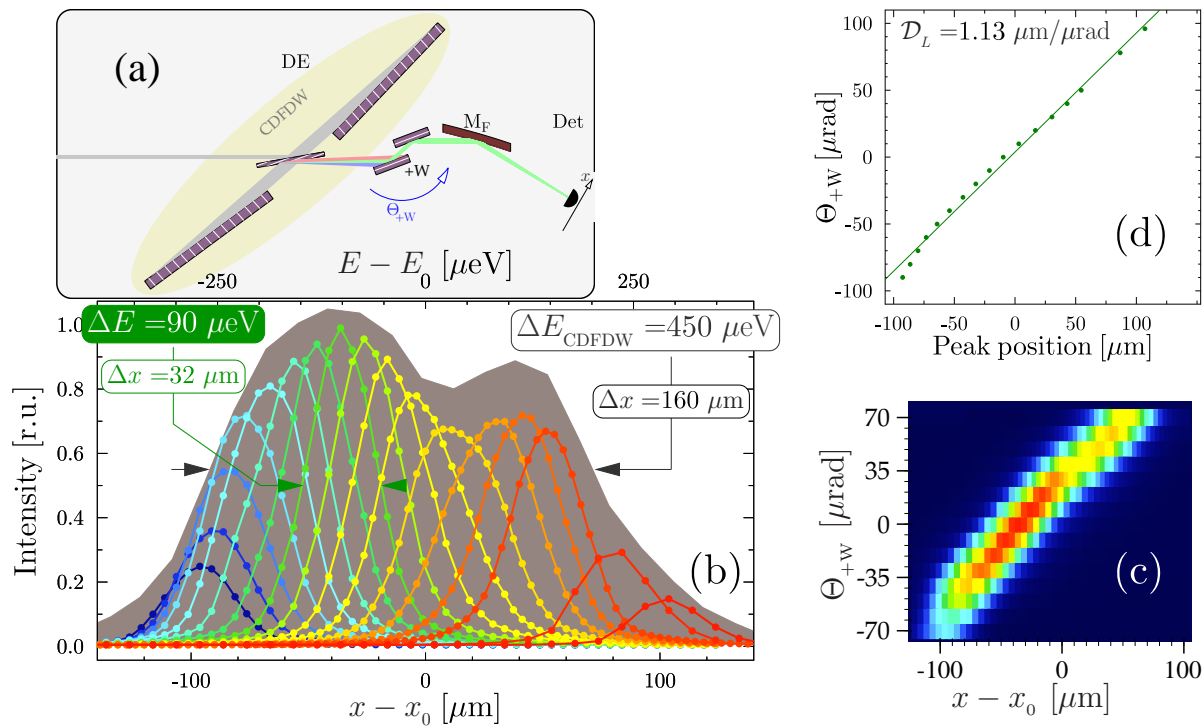 (a)
DE
CDFDW
M_F
Det
+W
x
Θ_+W
E − E_0 [μeV]
-250
250
ΔE =90 μeV
ΔE_CDFDW =450 μeV
Δx =32 μm
Δx =160 μm
Intensity [r.u.]
1.0
0.8
0.6
0.4
0.2
0.0
(b)
-100
0
100
x − x_0 [μm]
𝒟_L =1.13 μm/μrad
Θ_+W [μrad]
100
50
0
-50
-100
(d)
-100
-50
0
50
100
Peak position [μm]
Θ_+W [μrad]
70
35
0
-35
-70
(c)
-100
0
100
x − x_0 [μm]